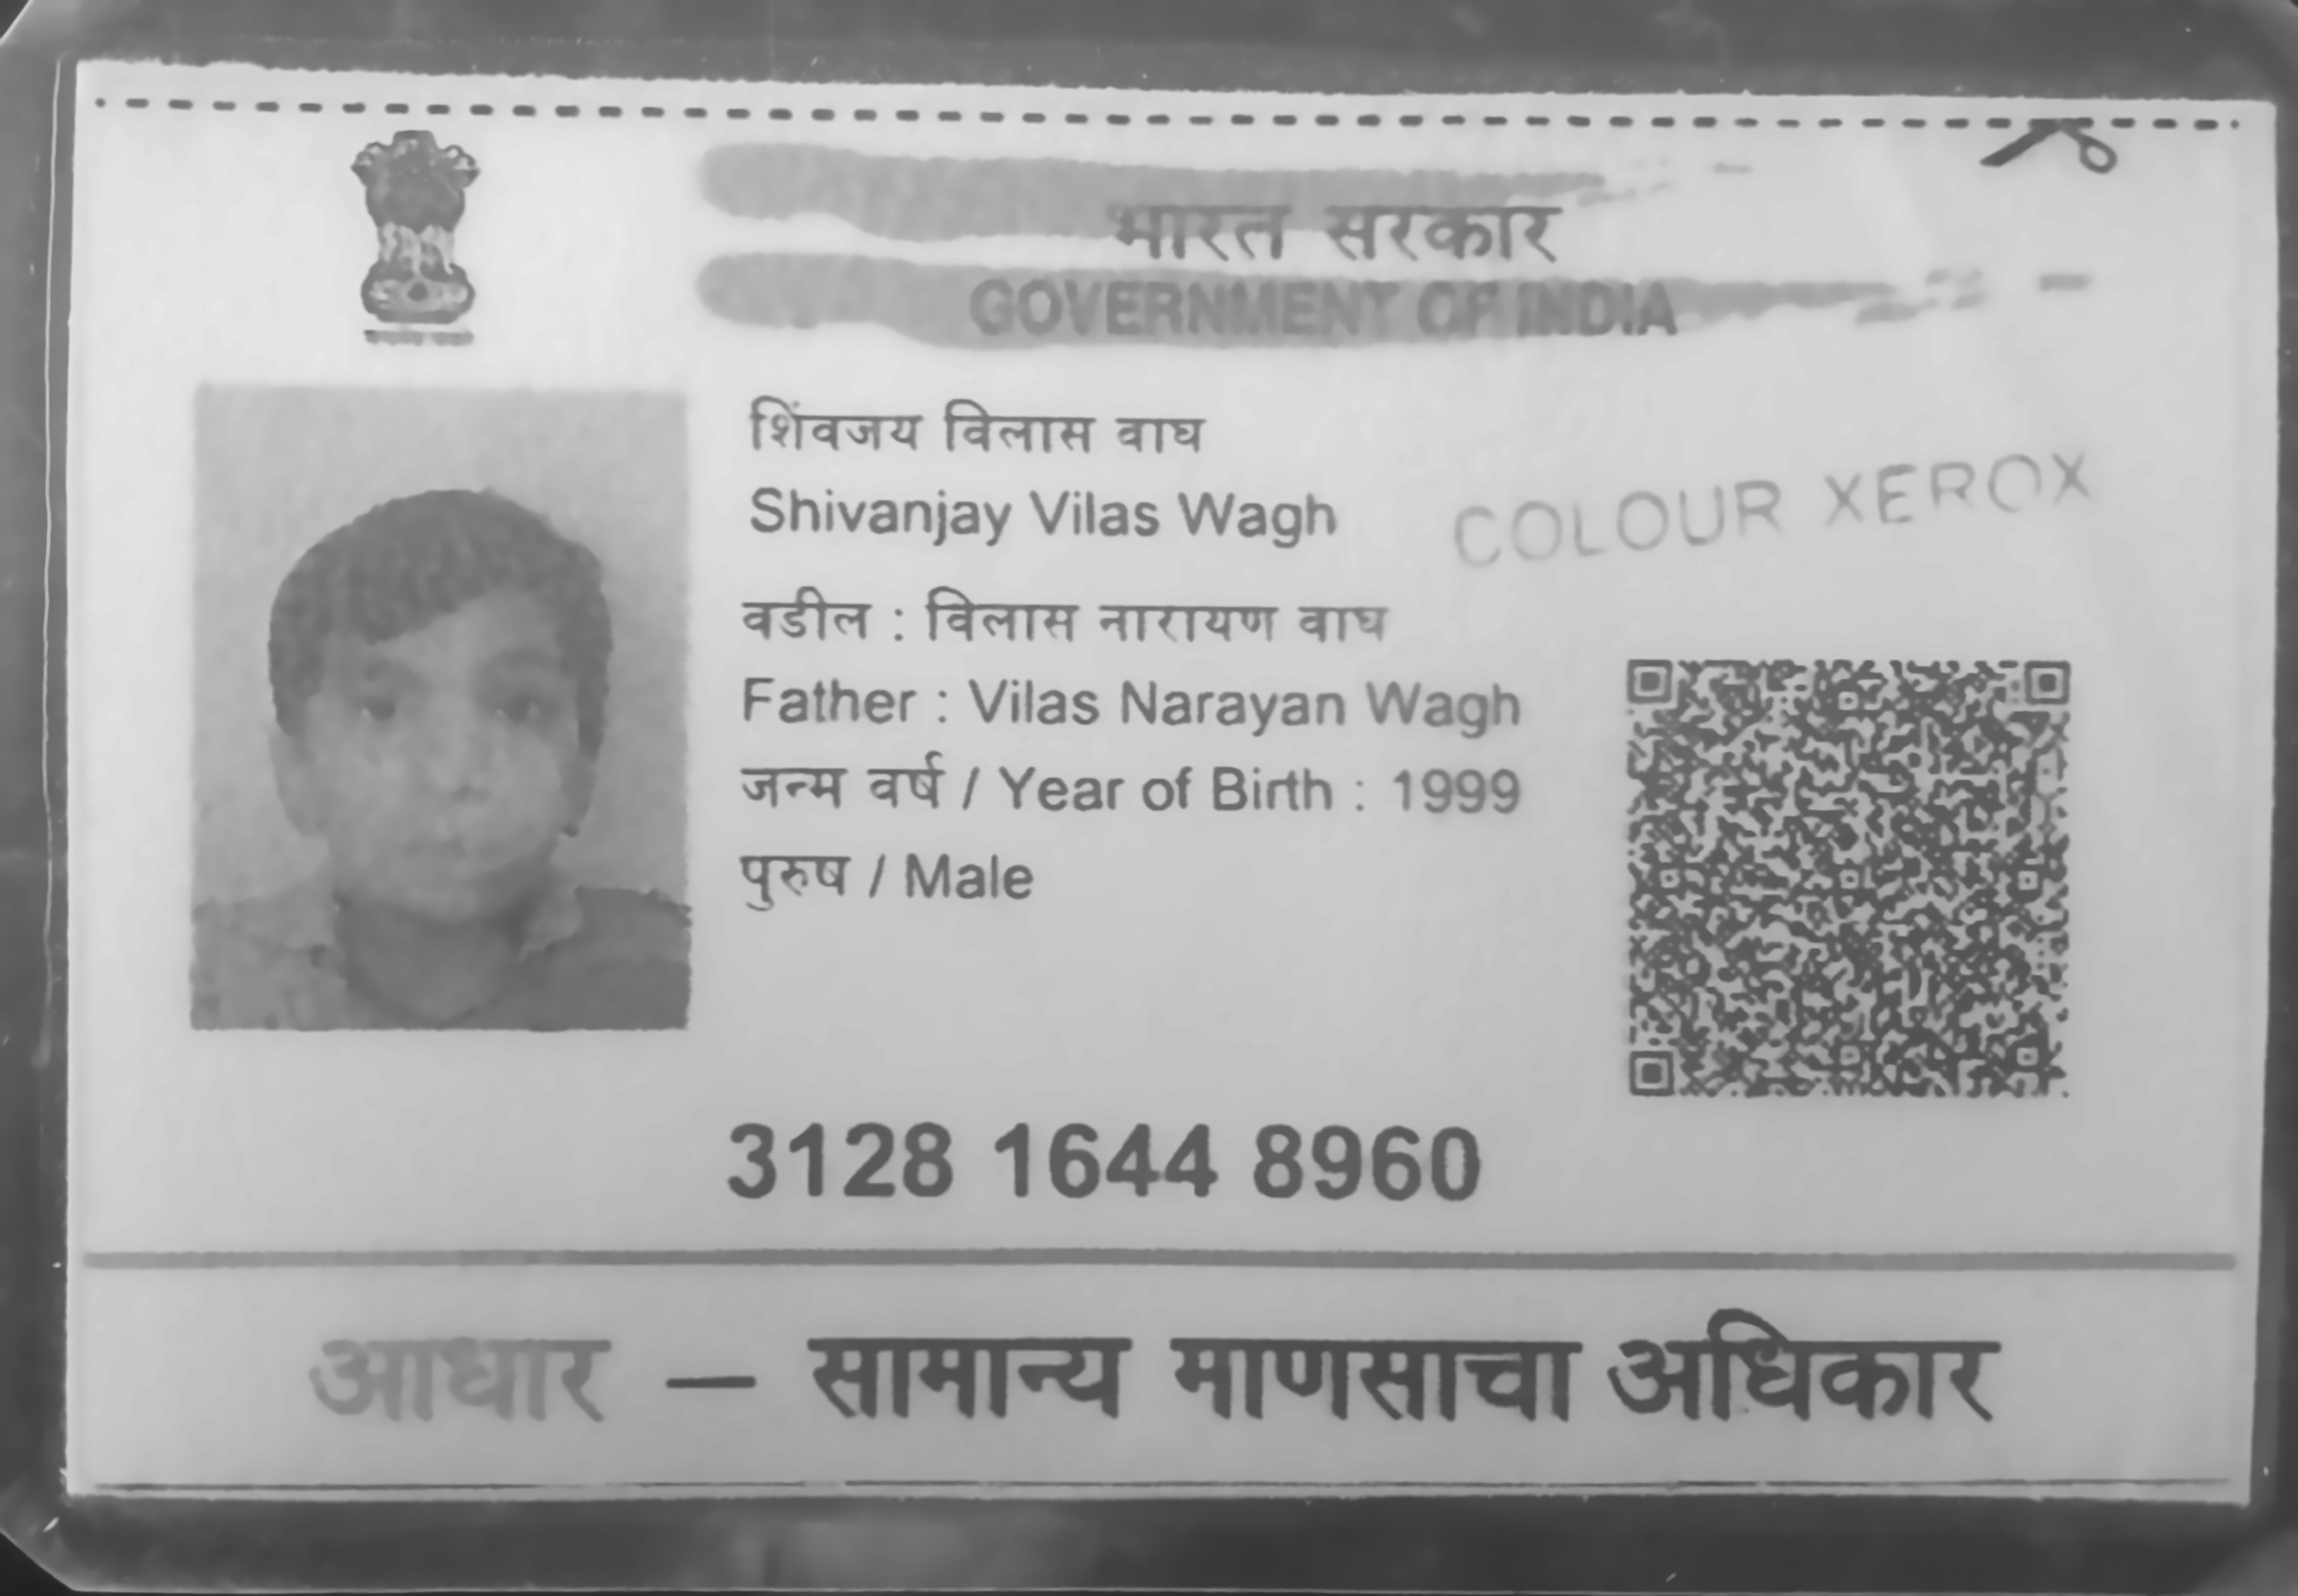 भारत सरकार
GOVERNMENT OF INDIA
शिंवजय विलास वाघ
Shivanjay Vilas Wagh
COLOUR XEROX
वडील : विलास नारायण वाघ
Father : Vilas Narayan Wagh
जन्म वर्ष / Year of Birth : 1999
पुरुष / Male
3128 1644 8960
आधार — सामान्य माणसाचा अधिकार